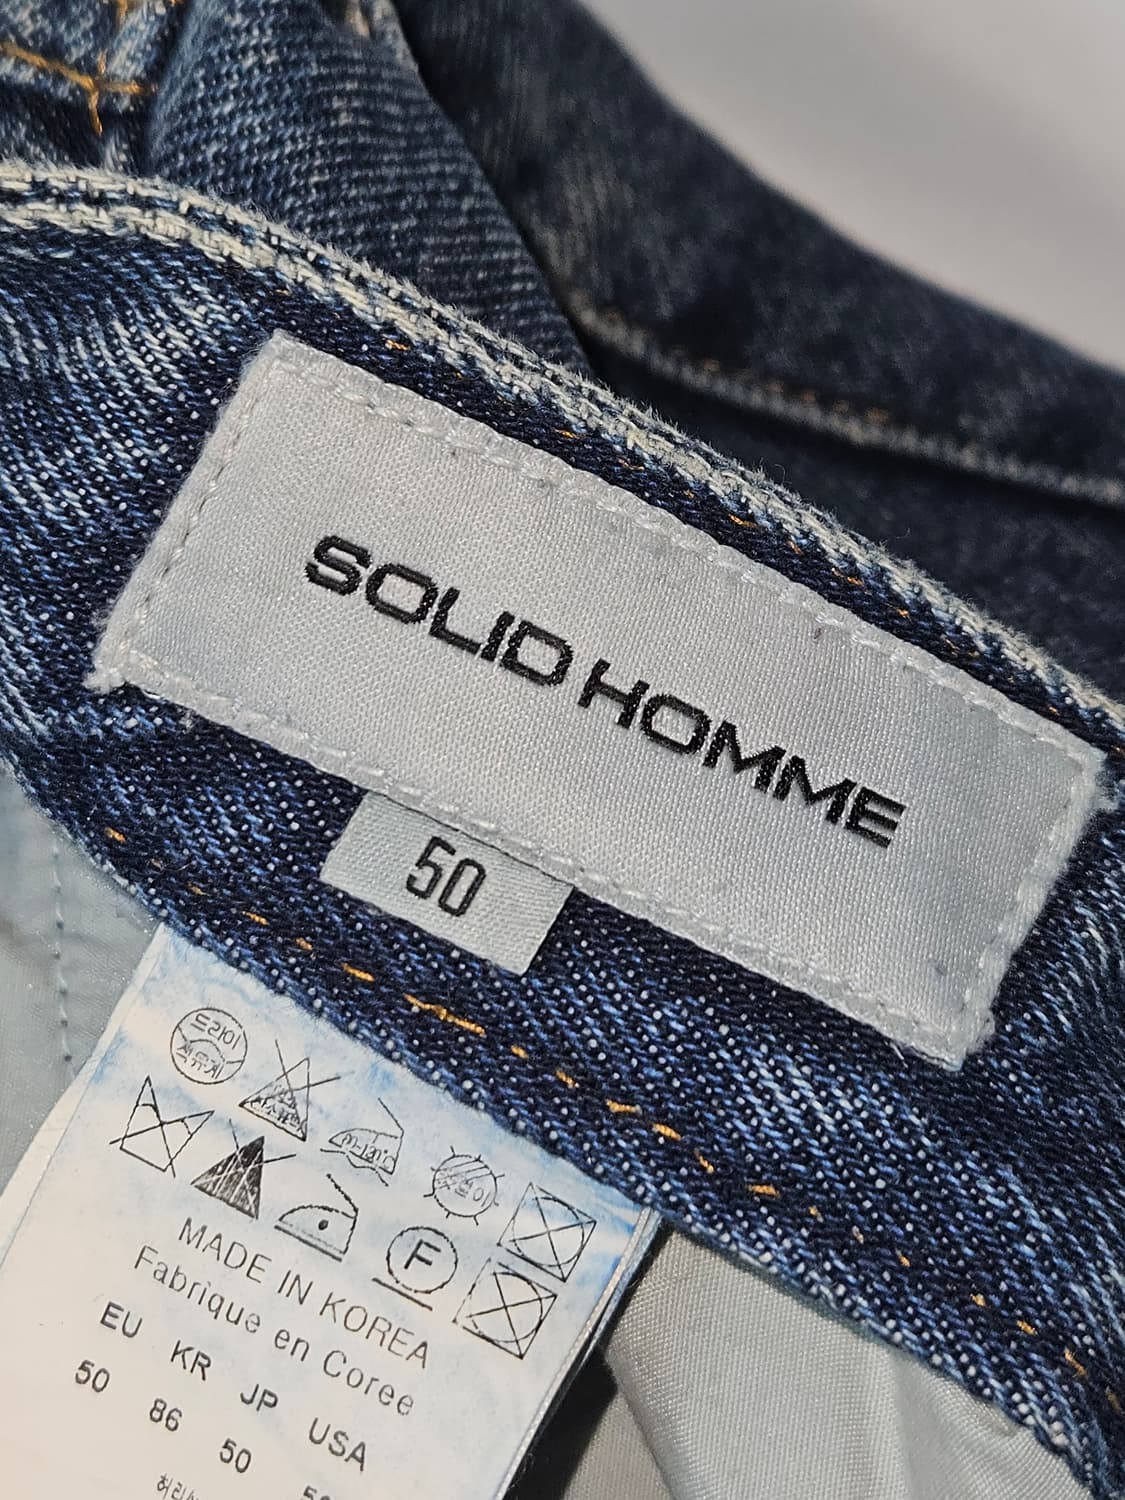 SOLID HOMME
50
드라이
F
MADE IN KOREA
Fabrique en Coree
EU KR JP USA
50 86 50